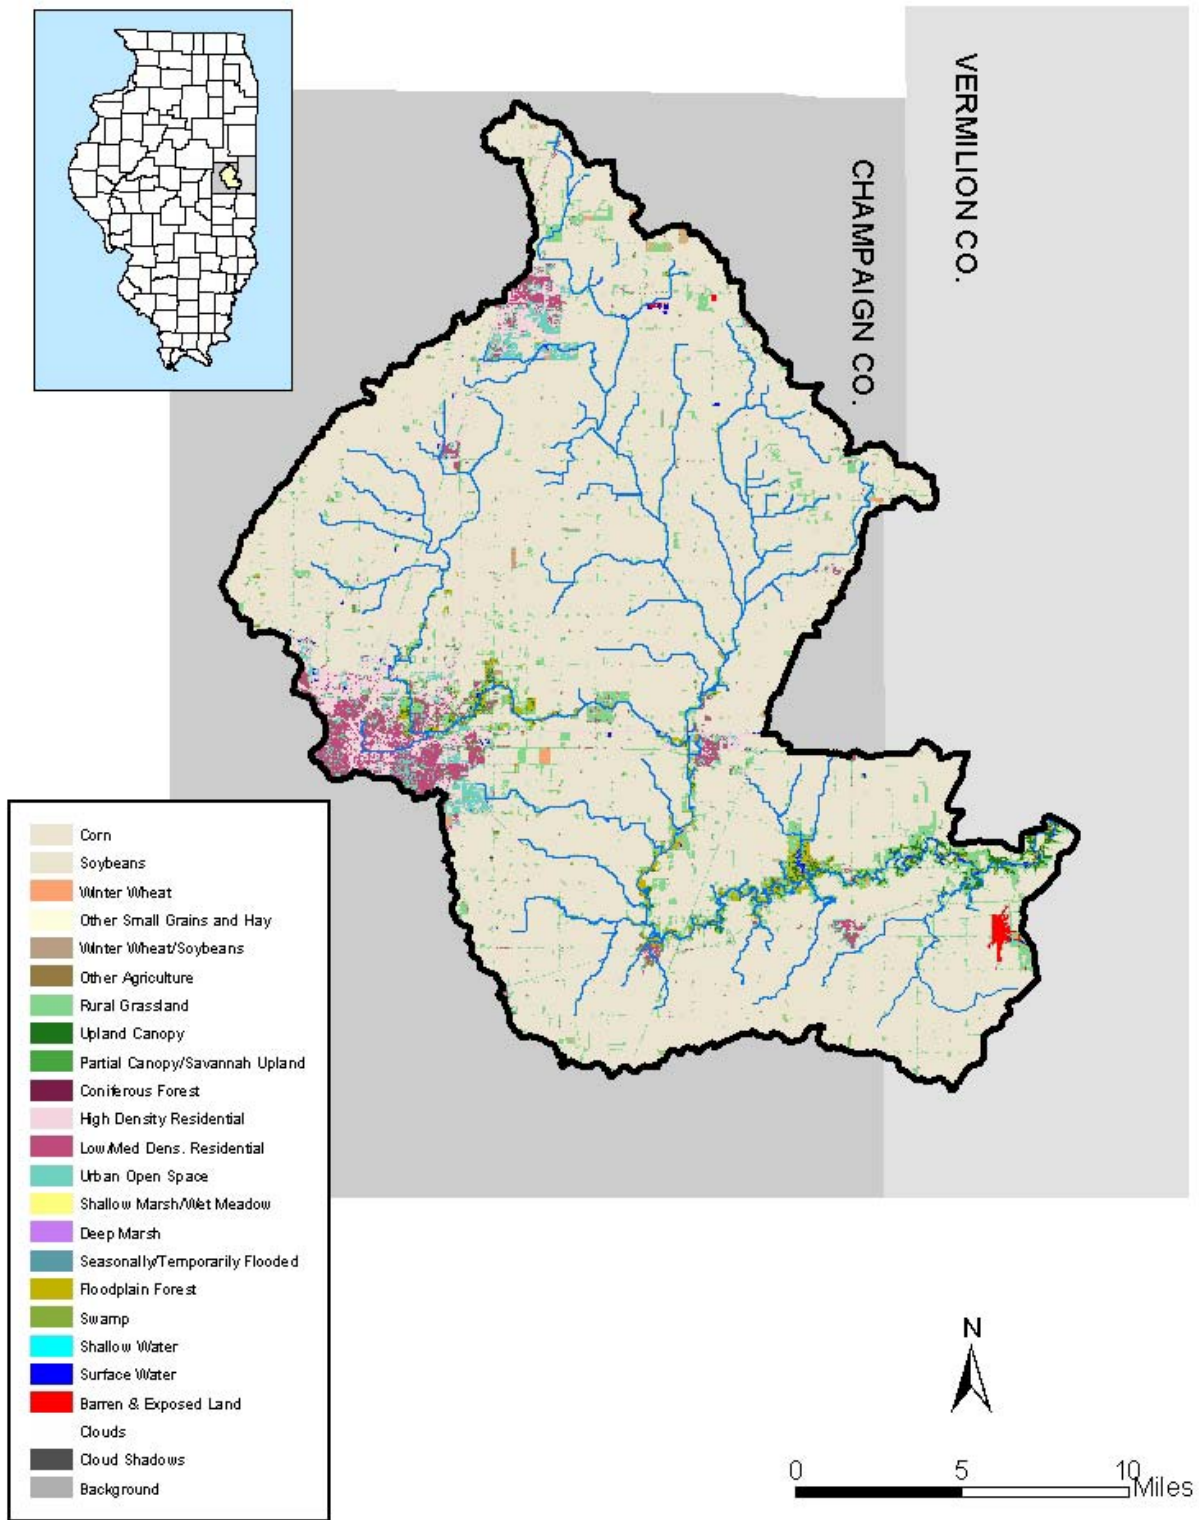 VERMILION CO.
CHAMPAIGN CO.
Corn
Soybeans
Winter Wheat
Other Small Grains and Hay
Winter Wheat/Soybeans
Other Agriculture
Rural Grassland
Upland Canopy
Partial Canopy/Savannah Upland
Coniferous Forest
High Density Residential
Low/Med Dens. Residential
Urban Open Space
Shallow Marsh/Wet Meadow
Deep Marsh
Seasonally/Temporarily Flooded
Floodplain Forest
Swamp
Shallow Water
Surface Water
Barren & Exposed Land
Clouds
Cloud Shadows
Background
N
0 5 10 Miles